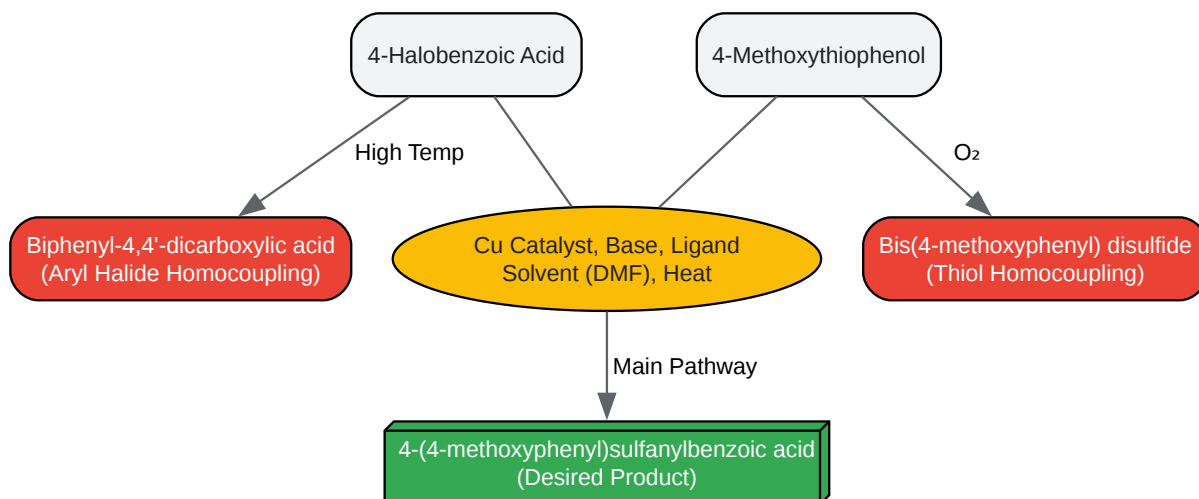 4-Halobenzoic Acid
4-Methoxythiophenol
High Temp
O₂
Biphenyl-4,4'-dicarboxylic acid
(Aryl Halide Homocoupling)
Cu Catalyst, Base, Ligand
Solvent (DMF), Heat
Bis(4-methoxyphenyl) disulfide
(Thiol Homocoupling)
Main Pathway
4-(4-methoxyphenyl)sulfanylbenzoic acid
(Desired Product)